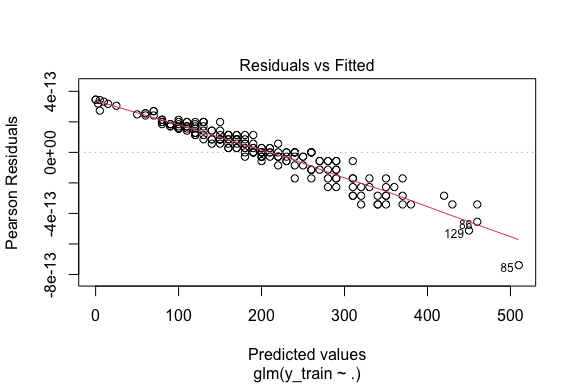 Residuals vs Fitted
Pearson Residuals
4e-13
0e+00
-4e-13
-8e-13
86
129
85
0
100
200
300
400
500
Predicted values
glm(y_train ~ .)